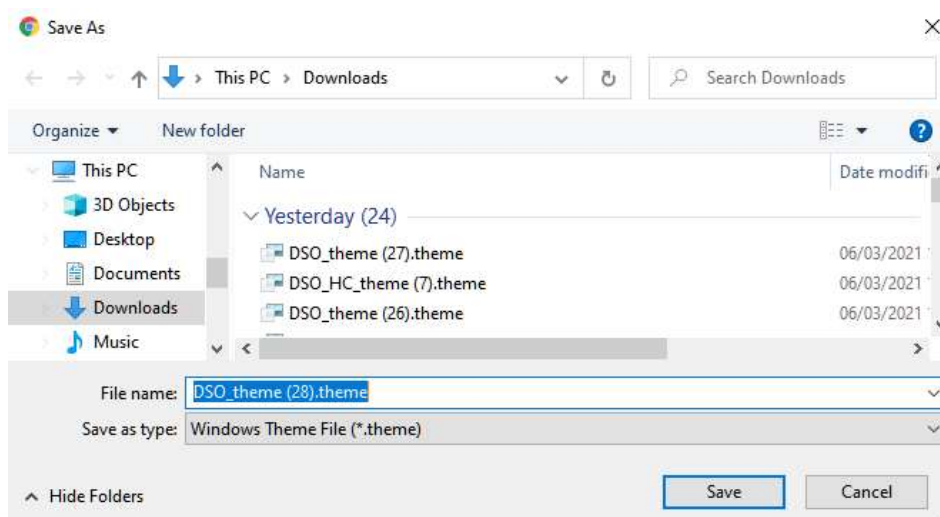 Save As
This PC > Downloads
Search Downloads
Organize
New folder
This PC
3D Objects
Desktop
Documents
Downloads
Music
Name
Date modifi
Yesterday (24)
DSO_theme (27).theme
06/03/2021
DSO_HC_theme (7).theme
06/03/2021
DSO_theme (26).theme
06/03/2021
File name: DSO_theme (28).theme
Save as type: Windows Theme File (*.theme)
Hide Folders
Save
Cancel